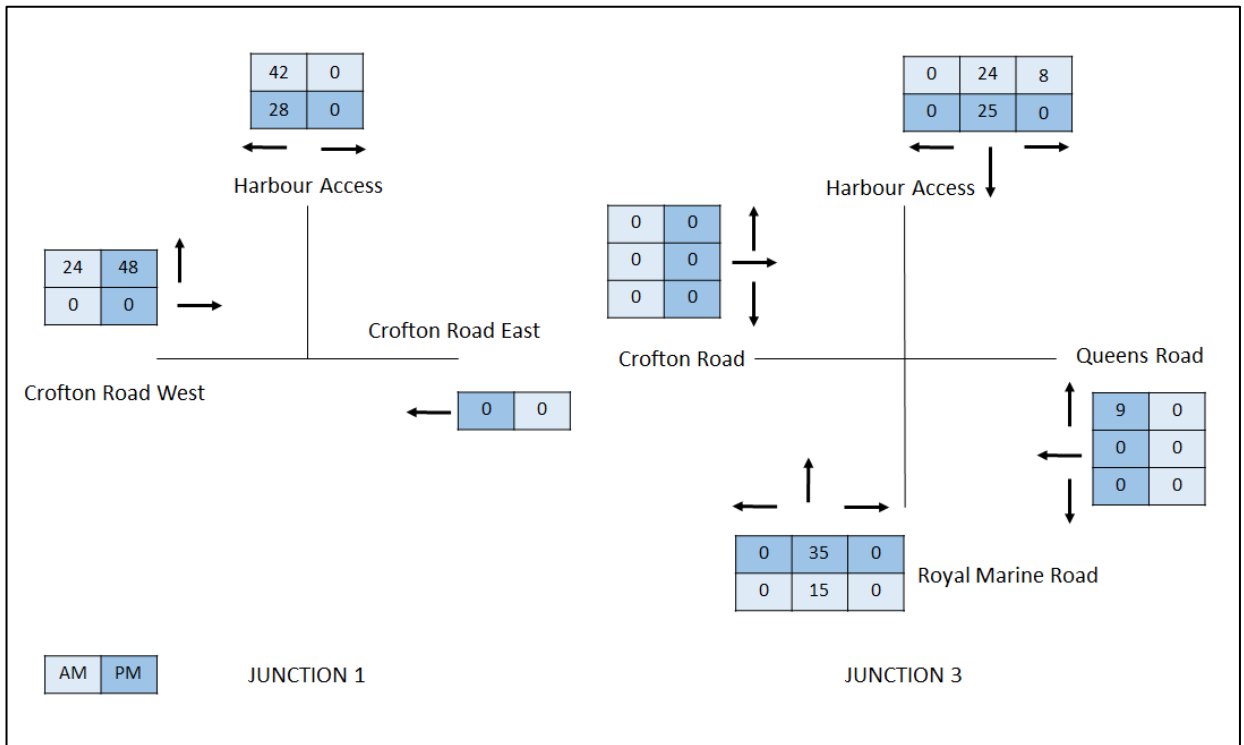 42 0
28 0
Harbour Access
24 48
0 0
Crofton Road East
Crofton Road West
0 0
JUNCTION 1
0 24 8
0 25 0
Harbour Access
0 0
0 0
0 0
Crofton Road
Queens Road
9 0
0 0
0 0
0 35 0
0 15 0
Royal Marine Road
JUNCTION 3
AM PM